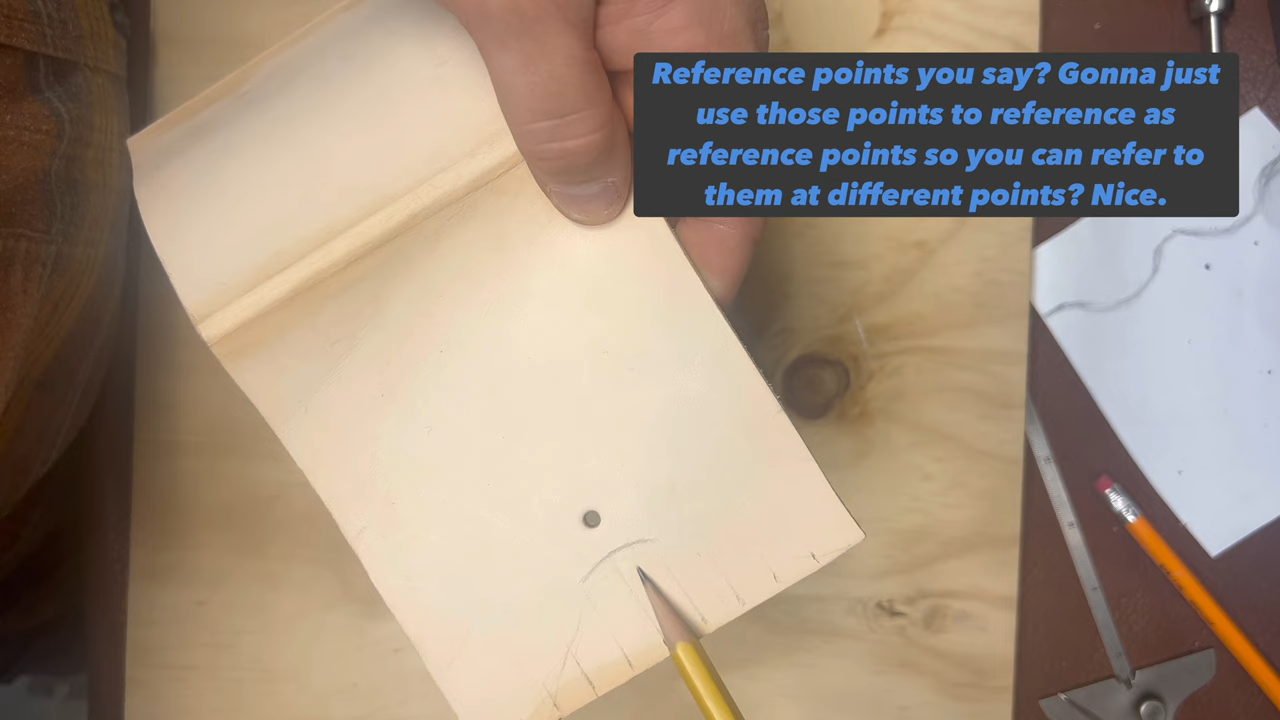 Reference points you say? Gonna just
use those points to reference as
reference points so you can refer to
them at different points? Nice.